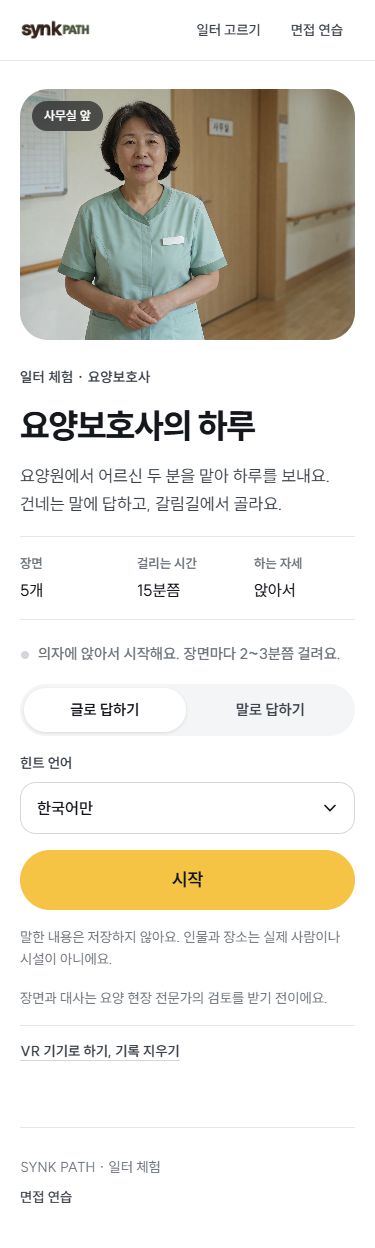 synk PATH
일터 고르기
면접 연습
사무실 앞
사무실
일터 체험 · 요양보호사
요양보호사의 하루
요양원에서 어르신 두 분을 맡아 하루를 보내요.
건네는 말에 답하고, 갈림길에서 골라요.
장면
걸리는 시간
하는 자세
5개
15분쯤
앉아서
의자에 앉아서 시작해요. 장면마다 2~3분쯤 걸려요.
글로 답하기
말로 답하기
힌트 언어
한국어만
시작
말한 내용은 저장하지 않아요. 인물과 장소는 실제 사람이나
시설이 아니에요.
장면과 대사는 요양 현장 전문가의 검토를 받기 전이에요.
VR 기기로 하기, 기록 지우기
SYNK PATH · 일터 체험
면접 연습